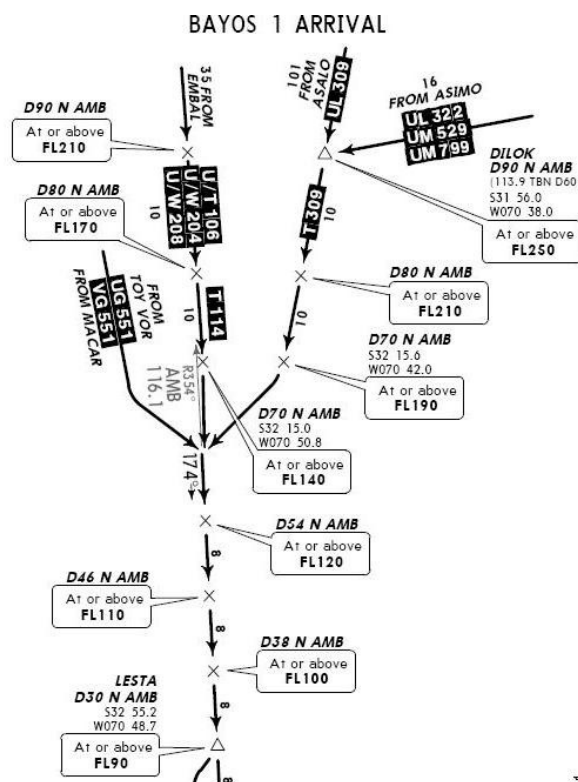 BAYOS 1 ARRIVAL
35 FROM
EMBAL
101
FROM
ASALO
UL 309
16
FROM ASIMO
UL 322
UM 529
UM 799
D90 N AMB
At or above
FL210
DILOK
D90 N AMB
(113.9 TBN D60
S31 56.0
W070 38.0
At or above
FL250
D80 N AMB
At or above
FL170
10
U/W 208
U/W 204
U/T 106
T 309
10
D80 N AMB
At or above
FL210
FROM MACAR
VG 551
UG 551
FROM
TOY VOR
10
T 114
10
D70 N AMB
S32 15.6
W070 42.0
At or above
FL190
R354°
AMB
116.1
D70 N AMB
S32 15.0
W070 50.8
At or above
FL140
174°
D54 N AMB
At or above
FL120
8
D46 N AMB
At or above
FL110
8
D38 N AMB
At or above
FL100
8
LESTA
D30 N AMB
S32 55.2
W070 48.7
At or above
FL90
8